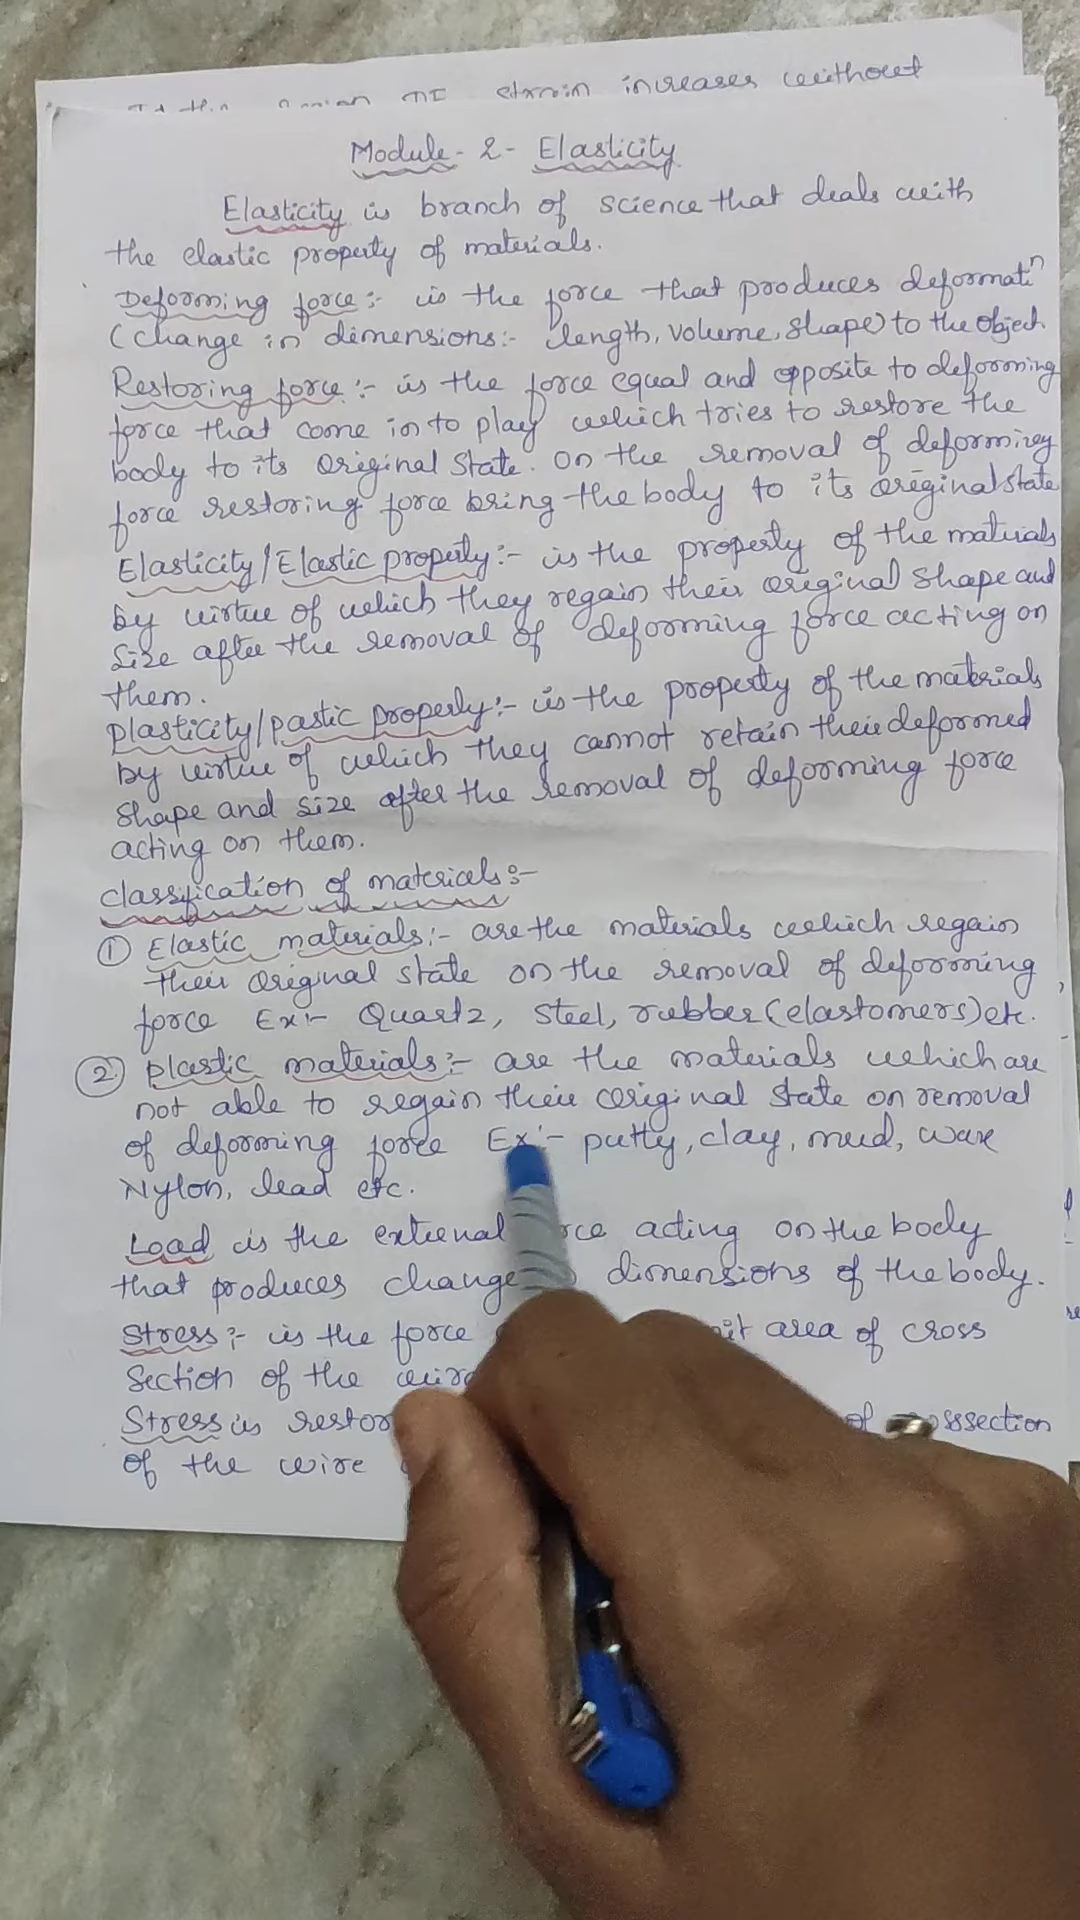 strain increases without
Module - 2 - Elasticity
Elasticity is branch of science that deals with
the elastic property of materials.
Deforming force :- is the force that produces deformatiⁿ
(change in dimensions:- length, volume, shape) to the object
Restoring force :- is the force equal and opposite to deforming
force that come in to play which tries to restore the
body to its original state. on the removal of deforming
force restoring force bring the body to its original state
Elasticity/Elastic property :- is the property of the materials
by virtue of which they regain their original shape and
size after the removal of deforming force acting on
them.
Plasticity/pastic property :- is the property of the materials
by virtue of which they cannot retain their deformed
shape and size after the removal of deforming force
acting on them.
classification of materials :-
① Elastic materials :- are the materials which regain
their original state on the removal of deforming
force Ex:- Quartz, steel, rubber (elastomers) etc.
② plastic materials :- are the materials which are
not able to regain their original state on removal
of deforming force Ex:- putty, clay, mud, wax
Nylon, lead etc.
Load is the external acting on the body
that produces change dimensions of the body.
Stress :- is the force area of cross
section of the
Stress is of
of the wire